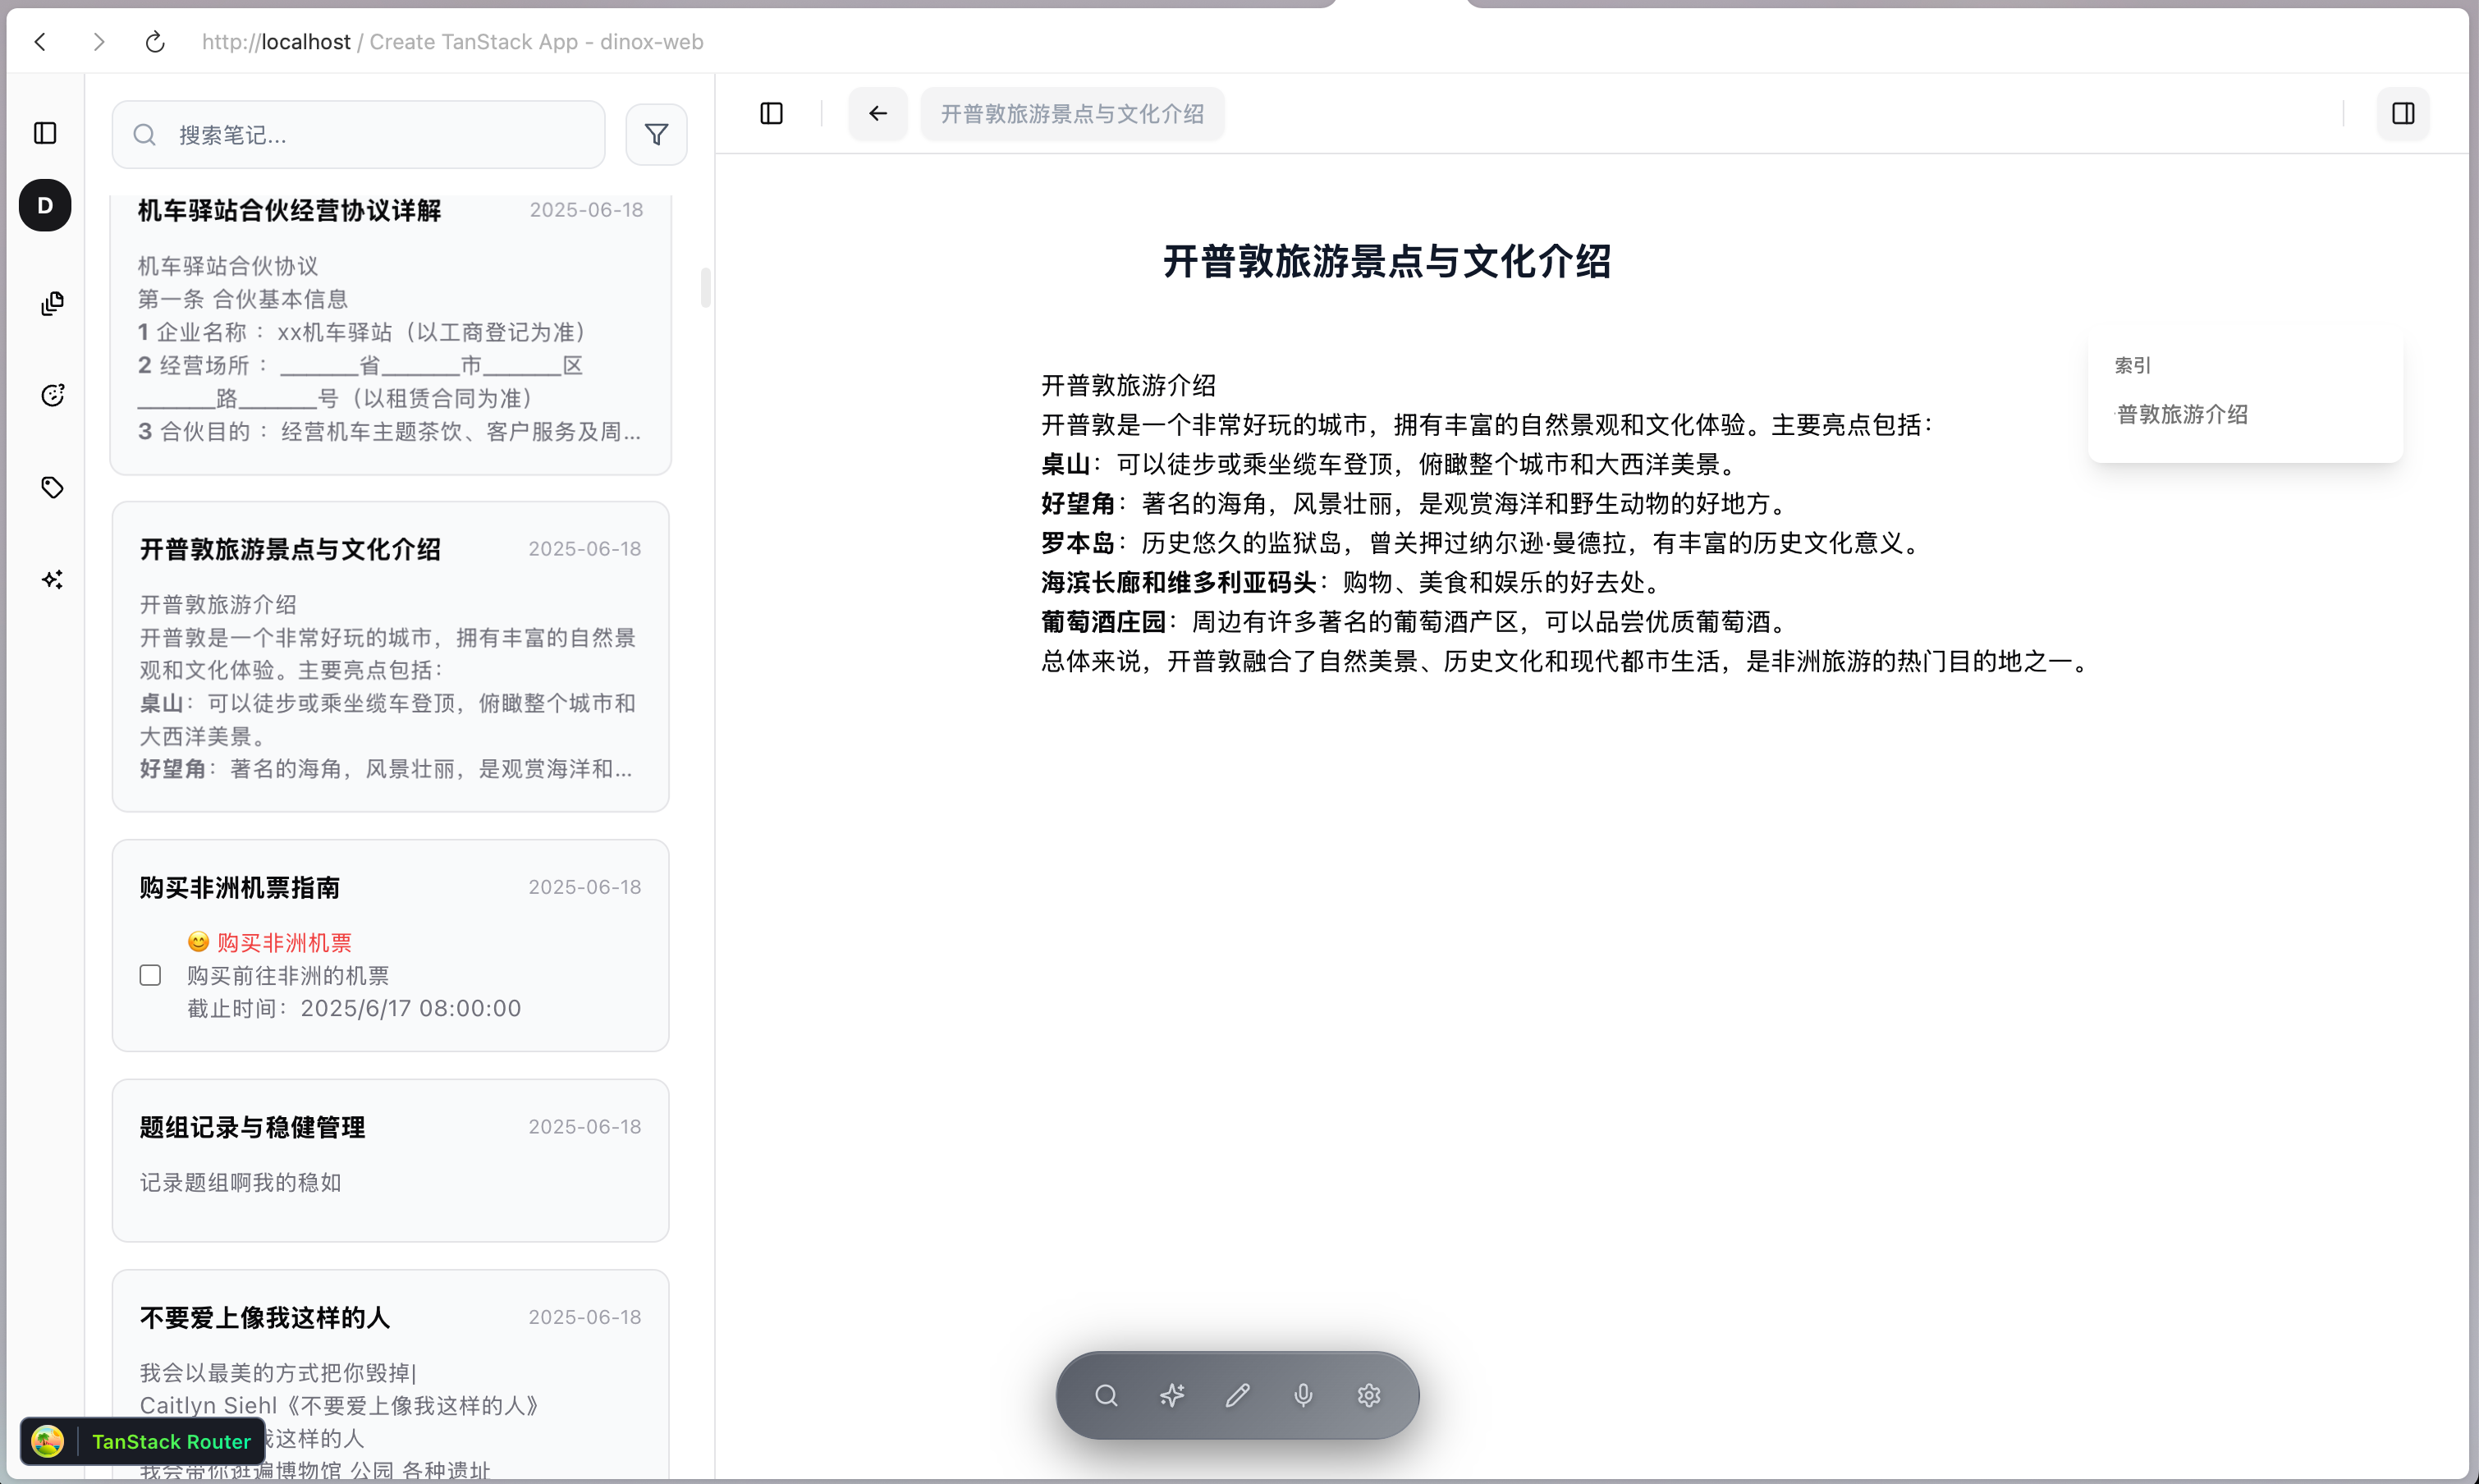 http://localhost / Create TanStack App - dinox-web
D
搜索笔记...
机车驿站合伙经营协议详解 2025-06-18
机车驿站合伙协议
第一条 合伙基本信息
1 企业名称 ： xx机车驿站（以工商登记为准）
2 经营场所 ： _______省_______市_______区
_______路_______号（以租赁合同为准）
3 合伙目的 ： 经营机车主题茶饮、客户服务及周...
开普敦旅游景点与文化介绍 2025-06-18
开普敦旅游介绍
开普敦是一个非常好玩的城市，拥有丰富的自然景
观和文化体验。主要亮点包括：
桌山：可以徒步或乘坐缆车登顶，俯瞰整个城市和
大西洋美景。
好望角：著名的海角，风景壮丽，是观赏海洋和...
购买非洲机票指南 2025-06-18
😊 购买非洲机票
购买前往非洲的机票
截止时间：2025/6/17 08:00:00
题组记录与稳健管理 2025-06-18
记录题组啊我的稳如
不要爱上像我这样的人 2025-06-18
我会以最美的方式把你毁掉|
Caitlyn Siehl《不要爱上像我这样的人》
我这样的人
我会带你逛遍博物馆 公园 各种遗址
TanStack Router
开普敦旅游景点与文化介绍
开普敦旅游景点与文化介绍
开普敦旅游介绍
开普敦是一个非常好玩的城市，拥有丰富的自然景观和文化体验。主要亮点包括：
桌山：可以徒步或乘坐缆车登顶，俯瞰整个城市和大西洋美景。
好望角：著名的海角，风景壮丽，是观赏海洋和野生动物的好地方。
罗本岛：历史悠久的监狱岛，曾关押过纳尔逊·曼德拉，有丰富的历史文化意义。
海滨长廊和维多利亚码头：购物、美食和娱乐的好去处。
葡萄酒庄园：周边有许多著名的葡萄酒产区，可以品尝优质葡萄酒。
总体来说，开普敦融合了自然美景、历史文化和现代都市生活，是非洲旅游的热门目的地之一。
索引
普敦旅游介绍